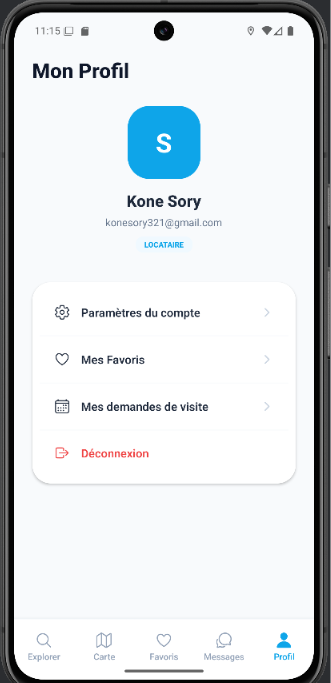 11:15
Mon Profil
S
Kone Sory
konesory321@gmail.com
LOCATAIRE
Paramètres du compte
Mes Favoris
Mes demandes de visite
Déconnexion
Explorer Carte Favoris Messages Profil